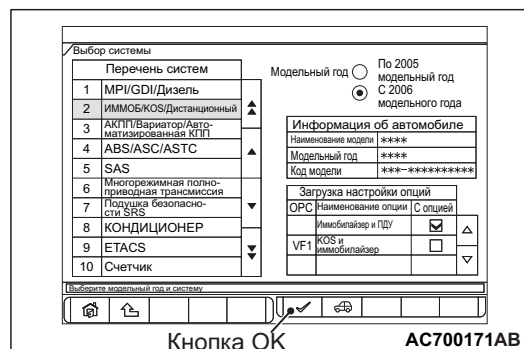 Выбор системы
Перечень систем
1 MPI/GDI/Дизель
2 ИММОБ/KOS/Дистанционный
3 АКПП/Вариатор/Авто-
матизированная КПП
4 ABS/ASC/ASTC
5 SAS
6 Многорежимная полно-
приводная трансмиссия
7 Подушка безопасно-
сти SRS
8 КОНДИЦИОНЕР
9 ETACS
10 Счетчик
Модельный год
По 2005
модельный год
С 2006
модельного года
Информация об автомобиле
Наименование модели ****
Модельный год ****
Код модели ***-**********
Загрузка настройки опций
OPC Наименование опции С опцией
Иммобилайзер и ПДУ
VF1 KOS и
иммобилайзер
Выберите модельный год и систему
Кнопка OK
AC700171AB